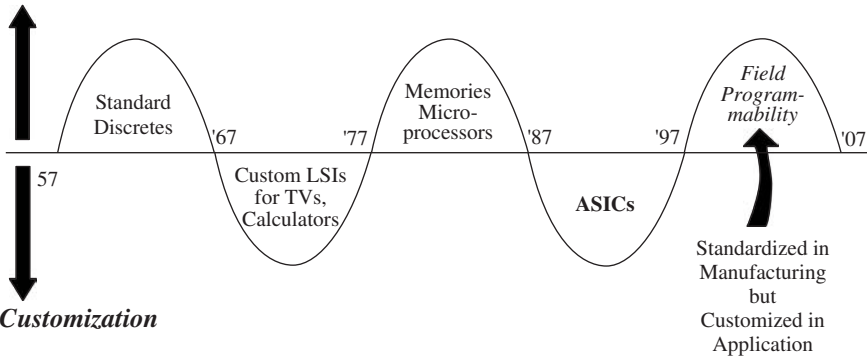 Standard
Discretes
Memories
Micro-
processors
Field
Program-
mability
'67
'77
'87
'97
'07
57
Custom LSIs
for TVs,
Calculators
ASICs
Standardized in
Manufacturing
but
Customized in
Application
Customization